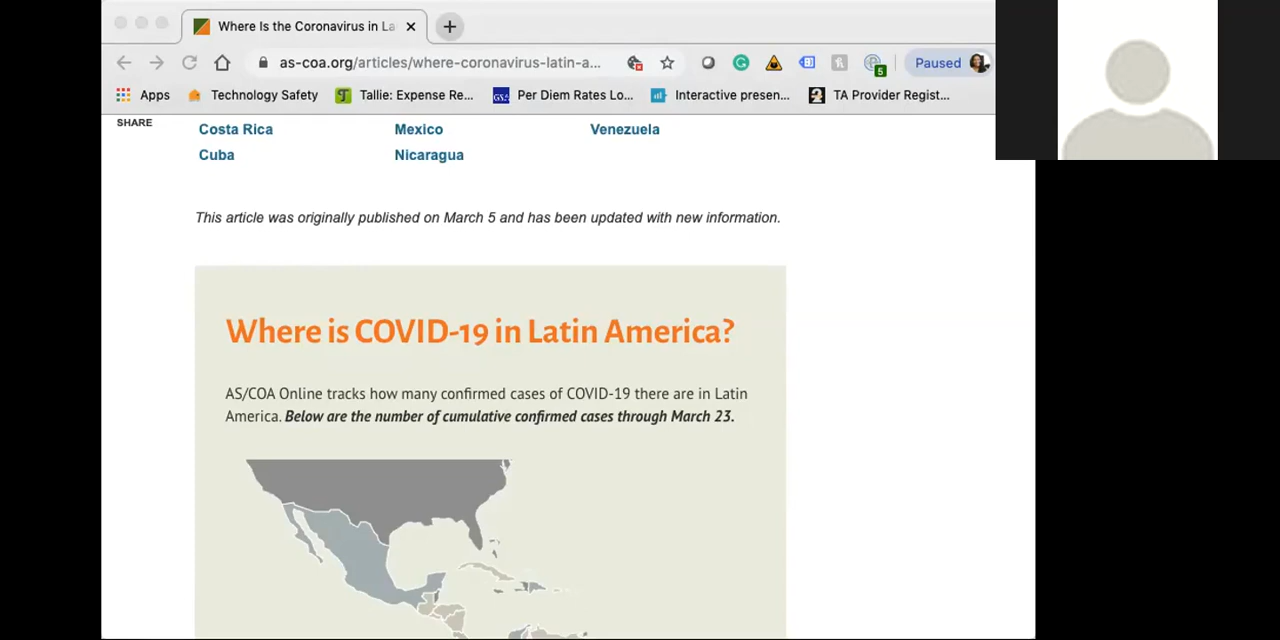 Where Is the Coronavirus in La
as-coa.org/articles/where-coronavirus-latin-a...
5
Paused
Apps
Technology Safety
Tallie: Expense Re...
GSA
Per Diem Rates Lo...
Interactive presen...
TA Provider Regist...
SHARE
Costa Rica
Mexico
Venezuela
Cuba
Nicaragua
This article was originally published on March 5 and has been updated with new information.
Where is COVID-19 in Latin America?
AS/COA Online tracks how many confirmed cases of COVID-19 there are in Latin
America. Below are the number of cumulative confirmed cases through March 23.